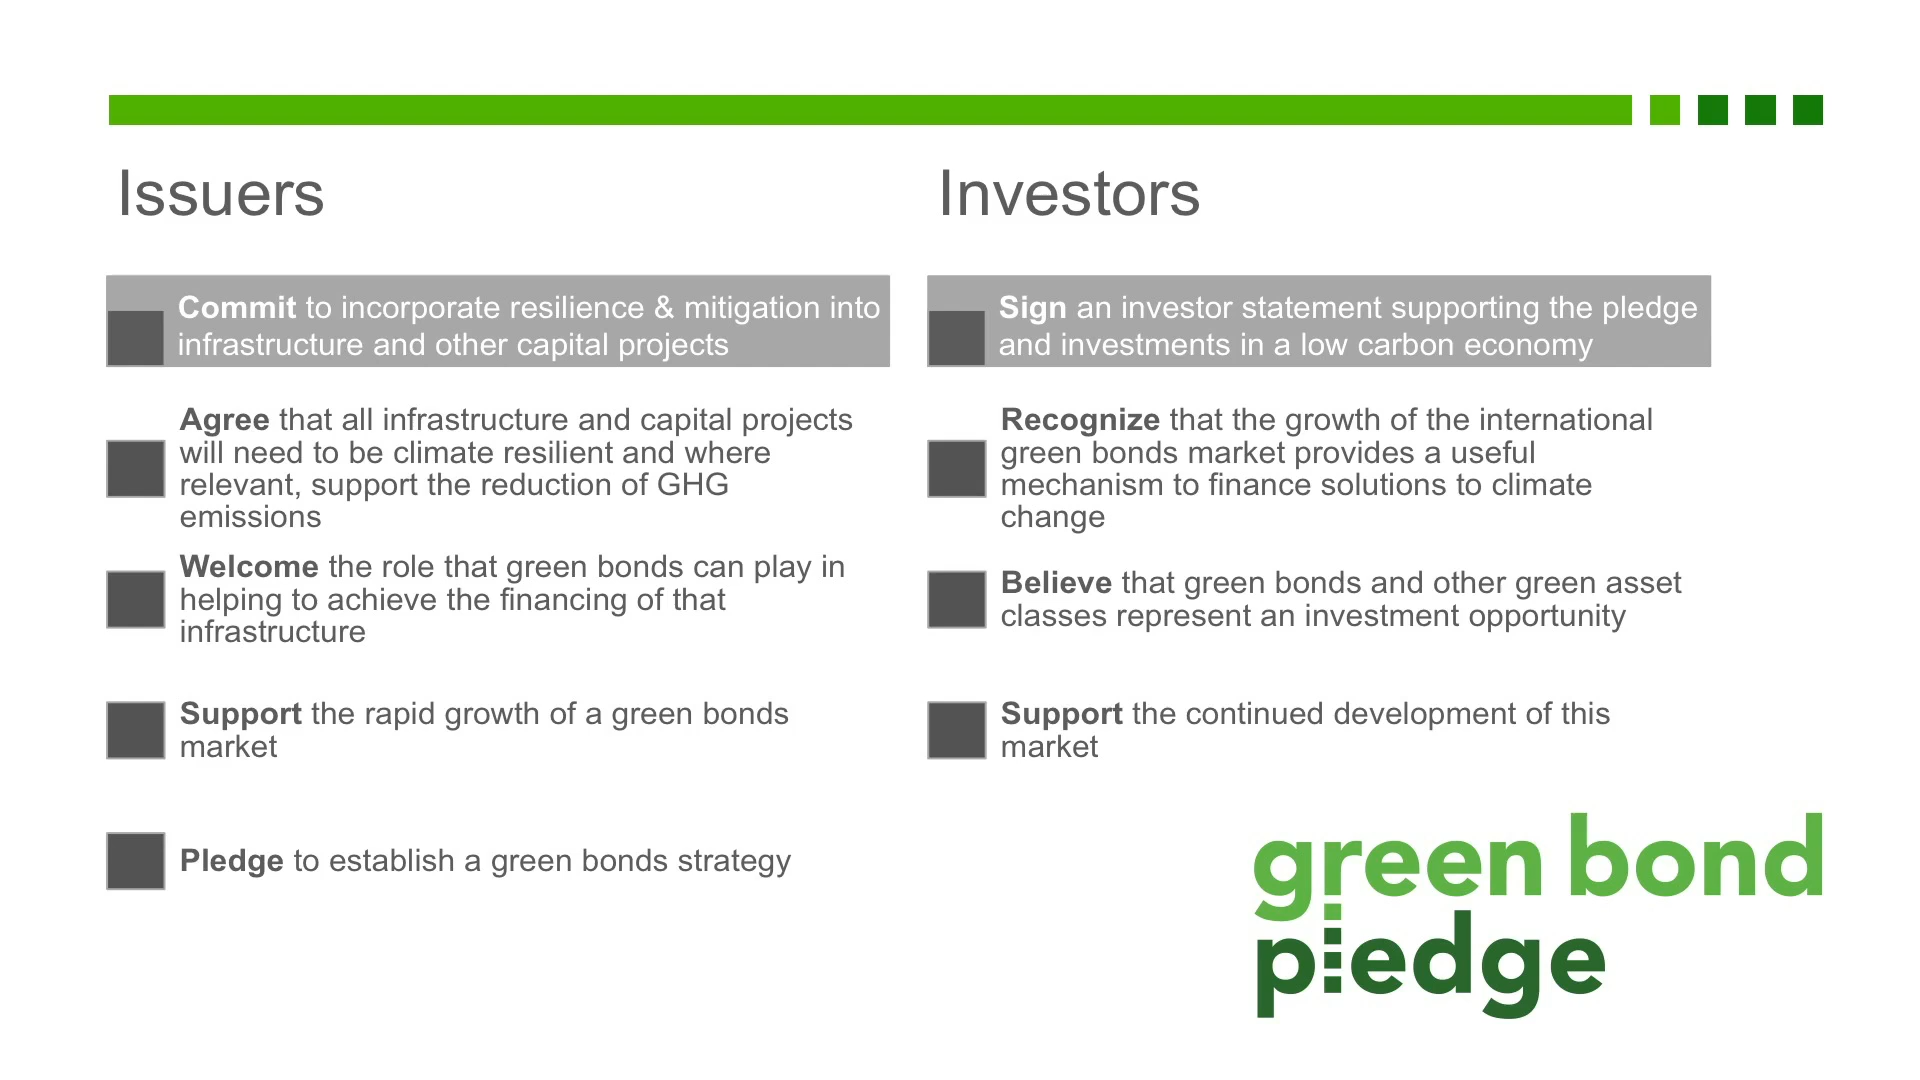 Issuers
Commit to incorporate resilience & mitigation into
infrastructure and other capital projects
Agree that all infrastructure and capital projects
will need to be climate resilient and where
relevant, support the reduction of GHG
emissions
Welcome the role that green bonds can play in
helping to achieve the financing of that
infrastructure
Support the rapid growth of a green bonds
market
Pledge to establish a green bonds strategy
Investors
Sign an investor statement supporting the pledge
and investments in a low carbon economy
Recognize that the growth of the international
green bonds market provides a useful
mechanism to finance solutions to climate
change
Believe that green bonds and other green asset
classes represent an investment opportunity
Support the continued development of this
market
green bond
pledge